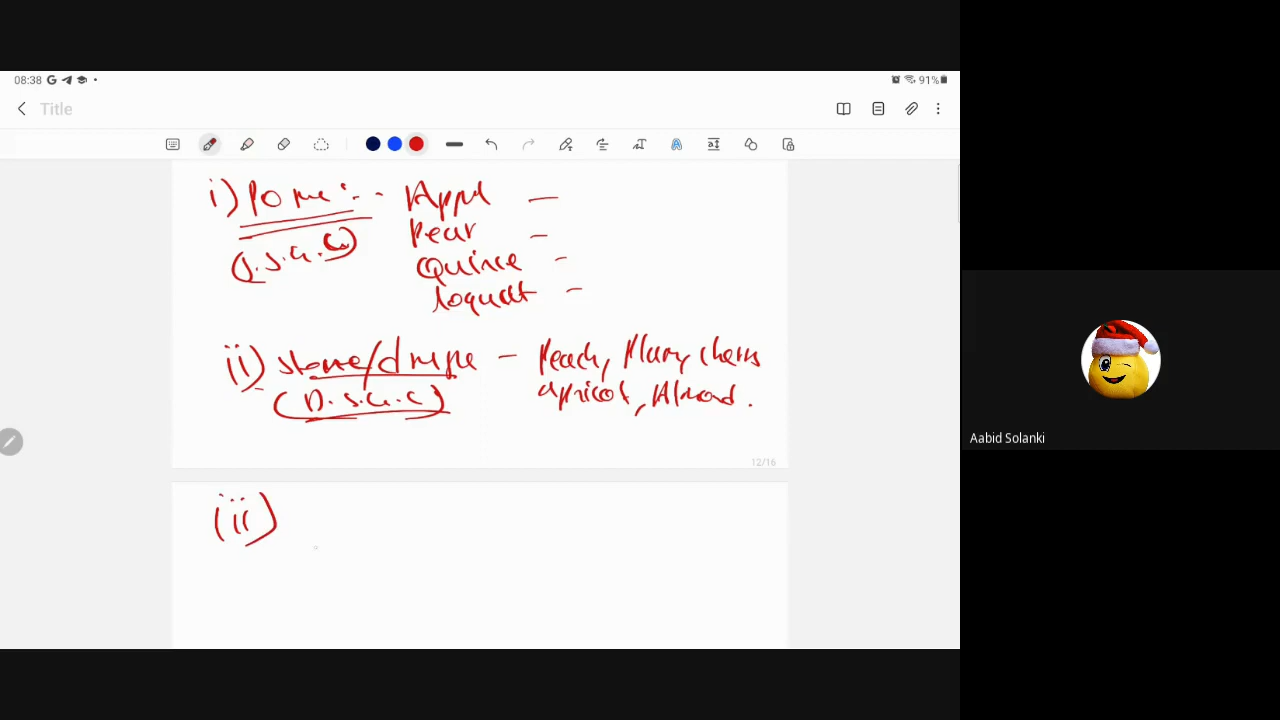 08:38
91%
Title
i) Pome :- Apple —
Pear —
(D.S.G.C)
Quince —
loquat —
ii) stone/drupe — Peach, Plum, cherry
(D.S.G.C) apricot, Almond.
12/16
(iii)
Aabid Solanki